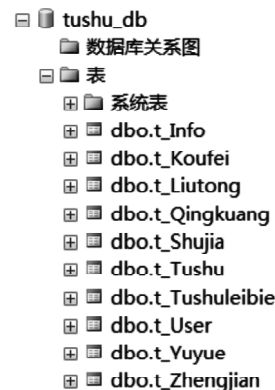 tushu_db
数据库关系图
表
系统表
dbo.t_Info
dbo.t_Koufei
dbo.t_Liutong
dbo.t_Qingkuang
dbo.t_Shujia
dbo.t_Tushu
dbo.t_Tushuleibie
dbo.t_User
dbo.t_Yuyue
dbo.t_Zhengjian